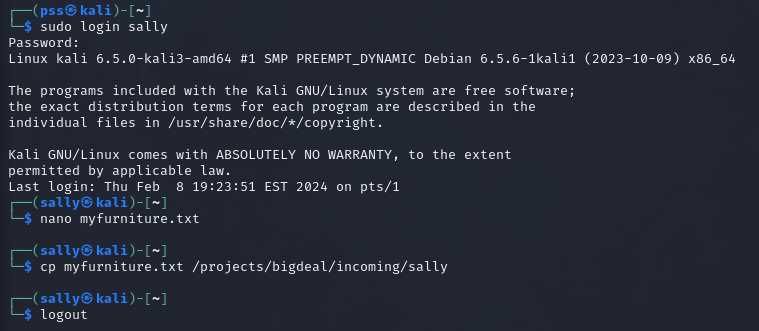 ┌──(pss㉿kali)-[~]
└─$ sudo login sally
Password:
Linux kali 6.5.0-kali3-amd64 #1 SMP PREEMPT_DYNAMIC Debian 6.5.6-1kali1 (2023-10-09) x86_64

The programs included with the Kali GNU/Linux system are free software;
the exact distribution terms for each program are described in the
individual files in /usr/share/doc/*/copyright.

Kali GNU/Linux comes with ABSOLUTELY NO WARRANTY, to the extent
permitted by applicable law.
Last login: Thu Feb  8 19:23:51 EST 2024 on pts/1
┌──(sally㉿kali)-[~]
└─$ nano myfurniture.txt

┌──(sally㉿kali)-[~]
└─$ cp myfurniture.txt /projects/bigdeal/incoming/sally

┌──(sally㉿kali)-[~]
└─$ logout